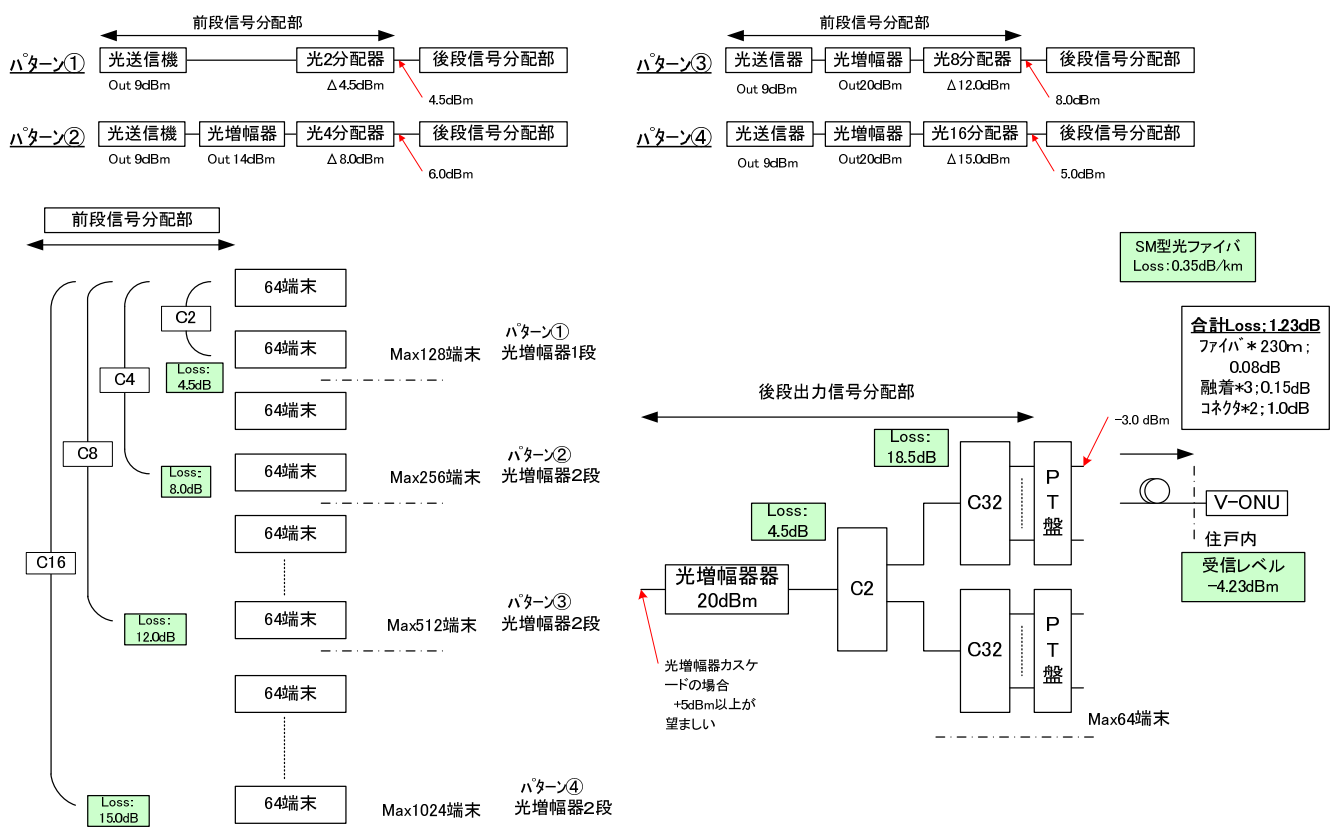 前段信号分配部
パターン①
光送信機
光2分配器
後段信号分配部
Out 9dBm
Δ4.5dBm
4.5dBm
パターン②
光送信機
光増幅器
光4分配器
後段信号分配部
Out 9dBm
Out 14dBm
Δ8.0dBm
6.0dBm
前段信号分配部
パターン③
光送信器
光増幅器
光8分配器
後段信号分配部
Out 9dBm
Out20dBm
Δ12.0dBm
8.0dBm
パターン④
光送信器
光増幅器
光16分配器
後段信号分配部
Out 9dBm
Out20dBm
Δ15.0dBm
5.0dBm
前段信号分配部
64端末
C2
64端末
Loss:
4.5dB
Max128端末
パターン①
光増幅器1段
C4
64端末
C8
64端末
Loss:
8.0dB
Max256端末
パターン②
光増幅器2段
64端末
C16
64端末
Loss:
12.0dB
Max512端末
パターン③
光増幅器2段
64端末
64端末
Loss:
15.0dB
Max1024端末
パターン④
光増幅器2段
SM型光ファイバ
Loss:0.35dB/km
合計Loss;1.23dB
ファイバ*230m;
0.08dB
融着*3;0.15dB
コネクタ*2;1.0dB
後段出力信号分配部
-3.0 dBm
Loss:
18.5dB
Loss:
4.5dB
C32
PT盤
V-ONU
住戸内
受信レベル
-4.23dBm
光増幅器器
20dBm
C2
C32
PT盤
光増幅器カスケ
ードの場合
+5dBm以上が
望ましい
Max64端末